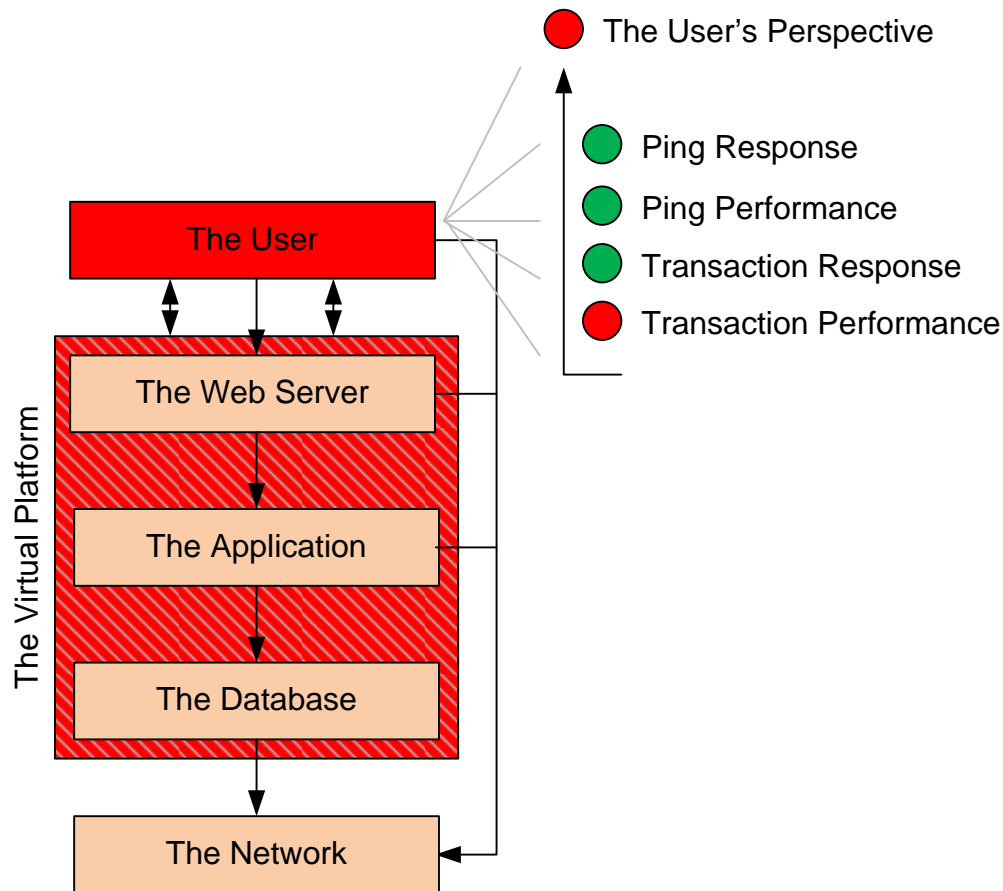 The User's Perspective
Ping Response
Ping Performance
Transaction Response
Transaction Performance
The User
The Virtual Platform
The Web Server
The Application
The Database
The Network